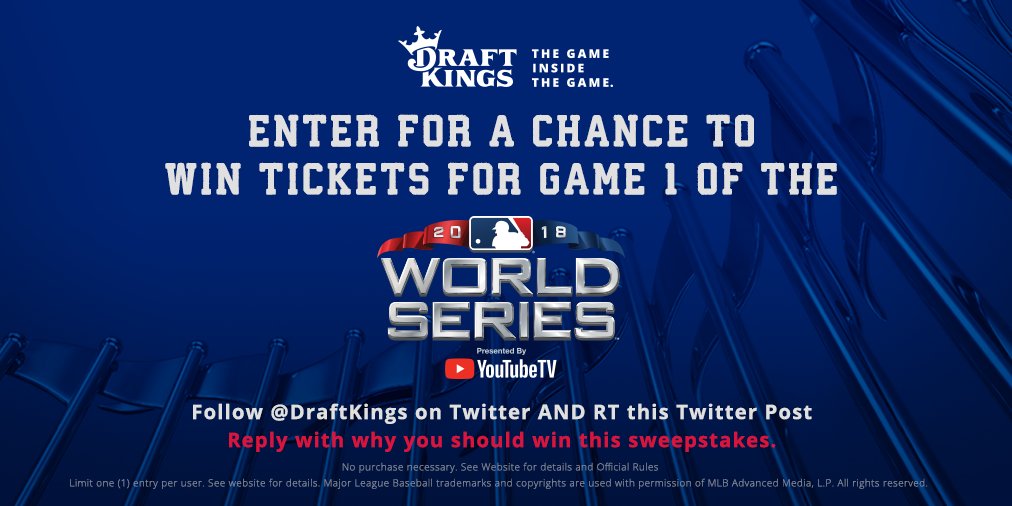 DRAFT
KINGS
THE GAME
INSIDE
THE GAME.
ENTER FOR A CHANCE TO
WIN TICKETS FOR GAME 1 OF THE
20 18
WORLD
SERIES
Presented By
YouTubeTV
Follow @DraftKings on Twitter AND RT this Twitter Post
Reply with why you should win this sweepstakes.
No purchase necessary. See Website for details and Official Rules
Limit one (1) entry per user. See website for details. Major League Baseball trademarks and copyrights are used with permission of MLB Advanced Media, L.P. All rights reserved.